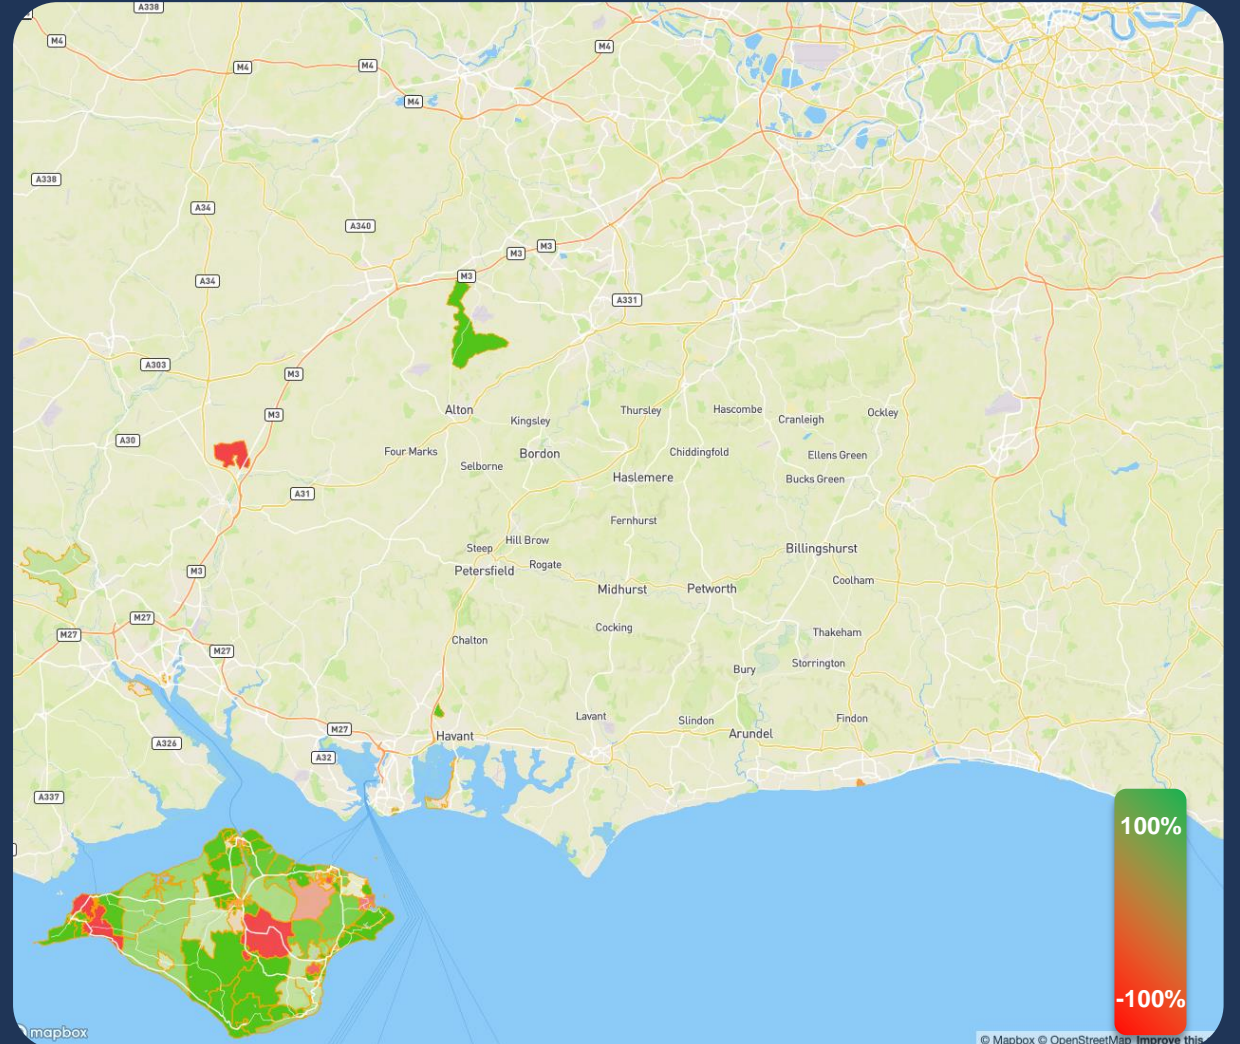 A338
M4
M4
M4
M4
M4
A338
A34
A340
M3
M3
M3
A34
A331
A303
M3
M3
Alton
Kingsley
Thursley
Hascombe
Cranleigh
Ockley
A30
Four Marks
Selborne
Bordon
Chiddingfold
Ellens Green
Haslemere
Bucks Green
A31
Fernhurst
Steep
Hill Brow
Billingshurst
M3
Petersfield
Rogate
Midhurst
Petworth
Coolham
M27
M27
Cocking
Thakeham
M27
Chalton
Bury
Storrington
Lavant
Slindon
Findon
M27
Havant
Arundel
A326
A32
A337
100%
-100%
mapbox
© Mapbox © OpenStreetMap Improve this